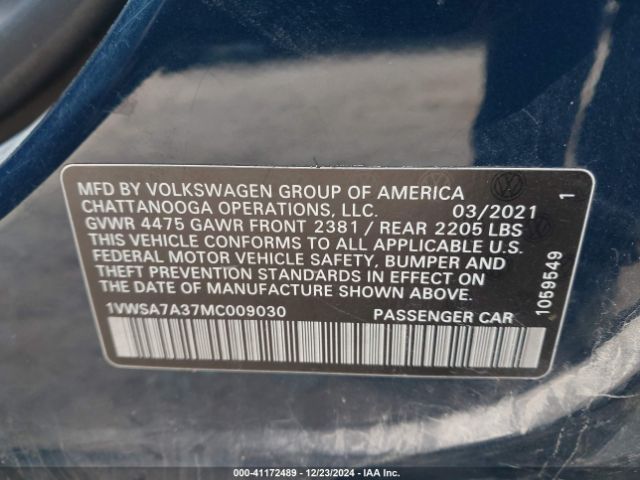 MFD BY VOLKSWAGEN GROUP OF AMERICA
CHATTANOOGA OPERATIONS, LLC. 03/2021
GVWR 4475 GAWR FRONT 2381 / REAR 2205 LBS
THIS VEHICLE CONFORMS TO ALL APPLICABLE U.S.
FEDERAL MOTOR VEHICLE SAFETY, BUMPER AND
THEFT PREVENTION STANDARDS IN EFFECT ON
THE DATE OF MANUFACTURE SHOWN ABOVE.
1VWSA7A37MC009030 PASSENGER CAR
1059549 1
000-41172489 - 12/23/2024 - IAA Inc.